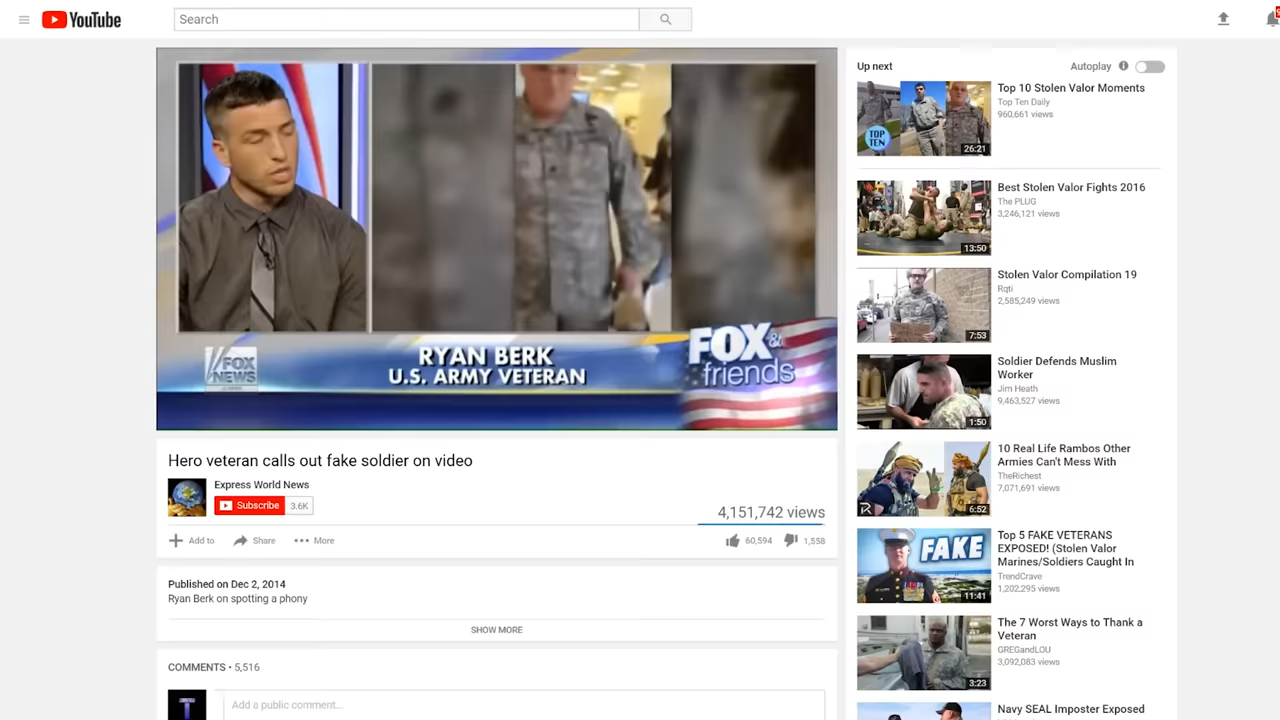 YouTube
Search
RYAN BERK
U.S. ARMY VETERAN
FOX
NEWS
FOX &
friends
Hero veteran calls out fake soldier on video
Express World News
Subscribe 3.6K
4,151,742 views
Add to Share More 60,594 1,558
Published on Dec 2, 2014
Ryan Berk on spotting a phony
SHOW MORE
COMMENTS • 5,516
Add a public comment...
Up next Autoplay
TOP
TEN
26:21
Top 10 Stolen Valor Moments
Top Ten Daily
960,661 views
13:50
Best Stolen Valor Fights 2016
The PLUG
3,246,121 views
7:53
Stolen Valor Compilation 19
Rqti
2,585,249 views
1:50
Soldier Defends Muslim
Worker
Jim Heath
9,463,527 views
6:52
10 Real Life Rambos Other
Armies Can't Mess With
TheRichest
7,071,691 views
FAKE
11:41
Top 5 FAKE VETERANS
EXPOSED! (Stolen Valor
Marines/Soldiers Caught In
TrendCrave
1,202,295 views
3:23
The 7 Worst Ways to Thank a
Veteran
GREGandLOU
3,092,083 views
Navy SEAL Imposter Exposed